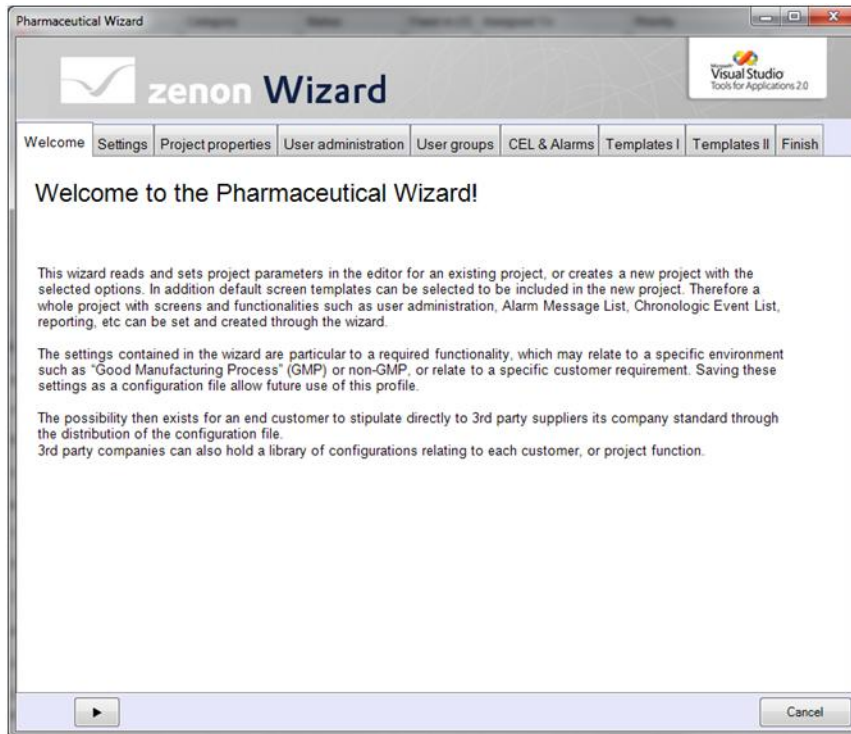 Pharmaceutical Wizard
zenon Wizard
Microsoft
Visual Studio
Tools for Applications 2.0
Welcome Settings Project properties User administration User groups CEL & Alarms Templates I Templates II Finish
Welcome to the Pharmaceutical Wizard!
This wizard reads and sets project parameters in the editor for an existing project, or creates a new project with the
selected options. In addition default screen templates can be selected to be included in the new project. Therefore a
whole project with screens and functionalities such as user administration, Alarm Message List, Chronologic Event List,
reporting, etc can be set and created through the wizard.
The settings contained in the wizard are particular to a required functionality, which may relate to a specific environment
such as “Good Manufacturing Process” (GMP) or non-GMP, or relate to a specific customer requirement. Saving these
settings as a configuration file allow future use of this profile.
The possibility then exists for an end customer to stipulate directly to 3rd party suppliers its company standard through
the distribution of the configuration file.
3rd party companies can also hold a library of configurations relating to each customer, or project function.
Cancel